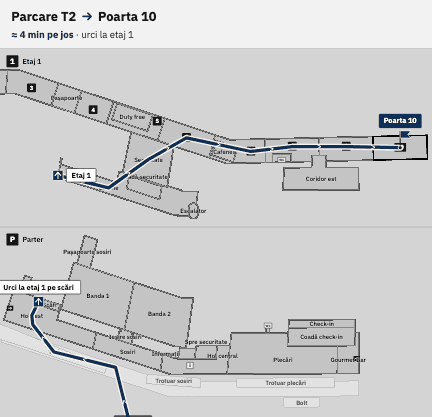 Parcare T2 → Poarta 10
≈ 4 min pe jos · urci la etaj 1
1 Etaj 1
3
Pașapoarte
4
Duty free
5
Poarta 10
Cafenea
Etaj 1
Coridor est
Escalator
P Parter
Pașapoarte sosiri
Urci la etaj 1 pe scări
Banda 1
Banda 2
Ieșire sosiri
Sosiri
Informații
Spre securitate
Hol central
Check-in
Coadă check-in
Plecări
Gourmet Bar
Trotuar sosiri
Trotuar plecări
Bolt